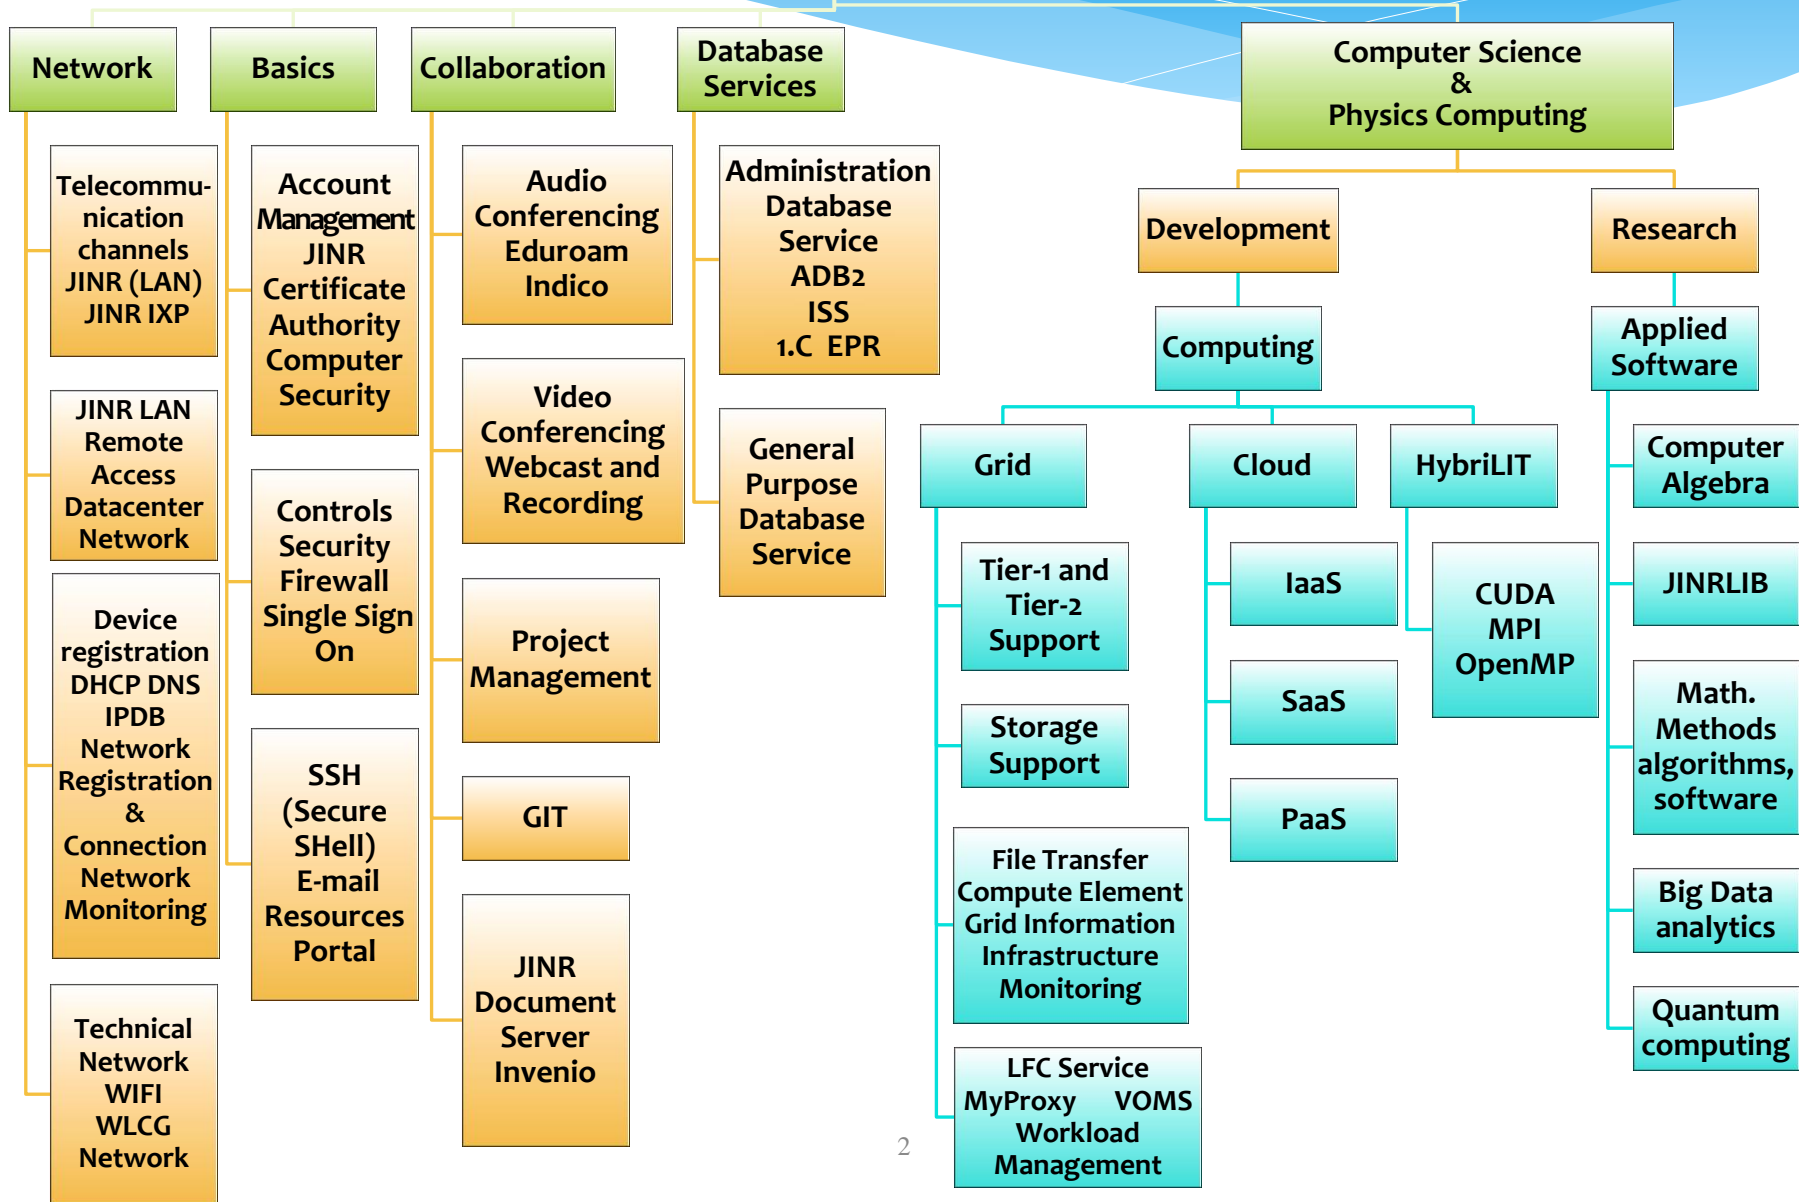 Network
Telecommu-
nication
channels
JINR (LAN)
JINR IXP
JINR LAN
Remote
Access
Datacenter
Network
Device
registration
DHCP DNS
IPDB
Network
Registration
&
Connection
Network
Monitoring
Technical
Network
WIFI
WLCG
Network
Basics
Account
Management
JINR
Certificate
Authority
Computer
Security
Controls
Security
Firewall
Single Sign
On
SSH
(Secure
SHell)
E-mail
Resources
Portal
Collaboration
Audio
Conferencing
Eduroam
Indico
Video
Conferencing
Webcast and
Recording
Project
Management
GIT
JINR
Document
Server
Invenio
Database
Services
Administration
Database
Service
ADB2
ISS
1.C EPR
General
Purpose
Database
Service
Computer Science
&
Physics Computing
Development
Computing
Grid
Tier-1 and
Tier-2
Support
Storage
Support
File Transfer
Compute Element
Grid Information
Infrastructure
Monitoring
LFC Service
MyProxy VOMS
Workload
Management
Cloud
IaaS
SaaS
PaaS
HybriLIT
CUDA
MPI
OpenMP
Research
Applied
Software
Computer
Algebra
JINRLIB
Math.
Methods
algorithms,
software
Big Data
analytics
Quantum
computing
2